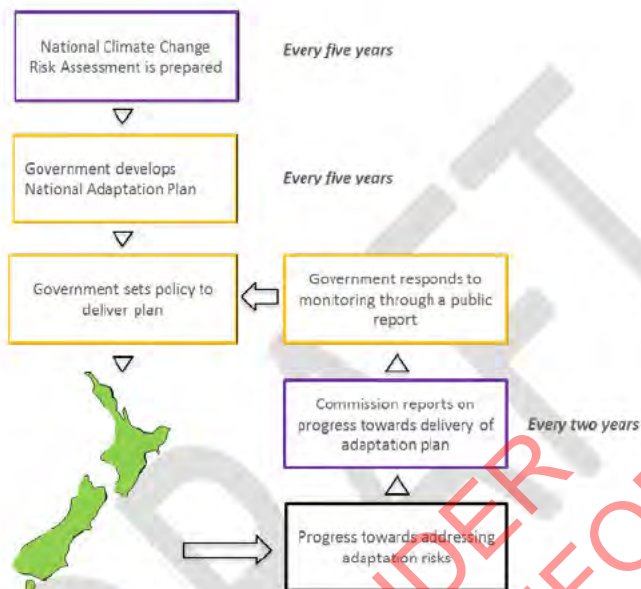 National Climate Change
Risk Assessment is prepared
Every five years
Government develops
National Adaptation Plan
Every five years
Government sets policy to
deliver plan
Government responds to
monitoring through a public
report
Commission reports on
progress towards delivery of
adaptation plan
Every two years
Progress towards addressing
adaptation risks
DRAFT